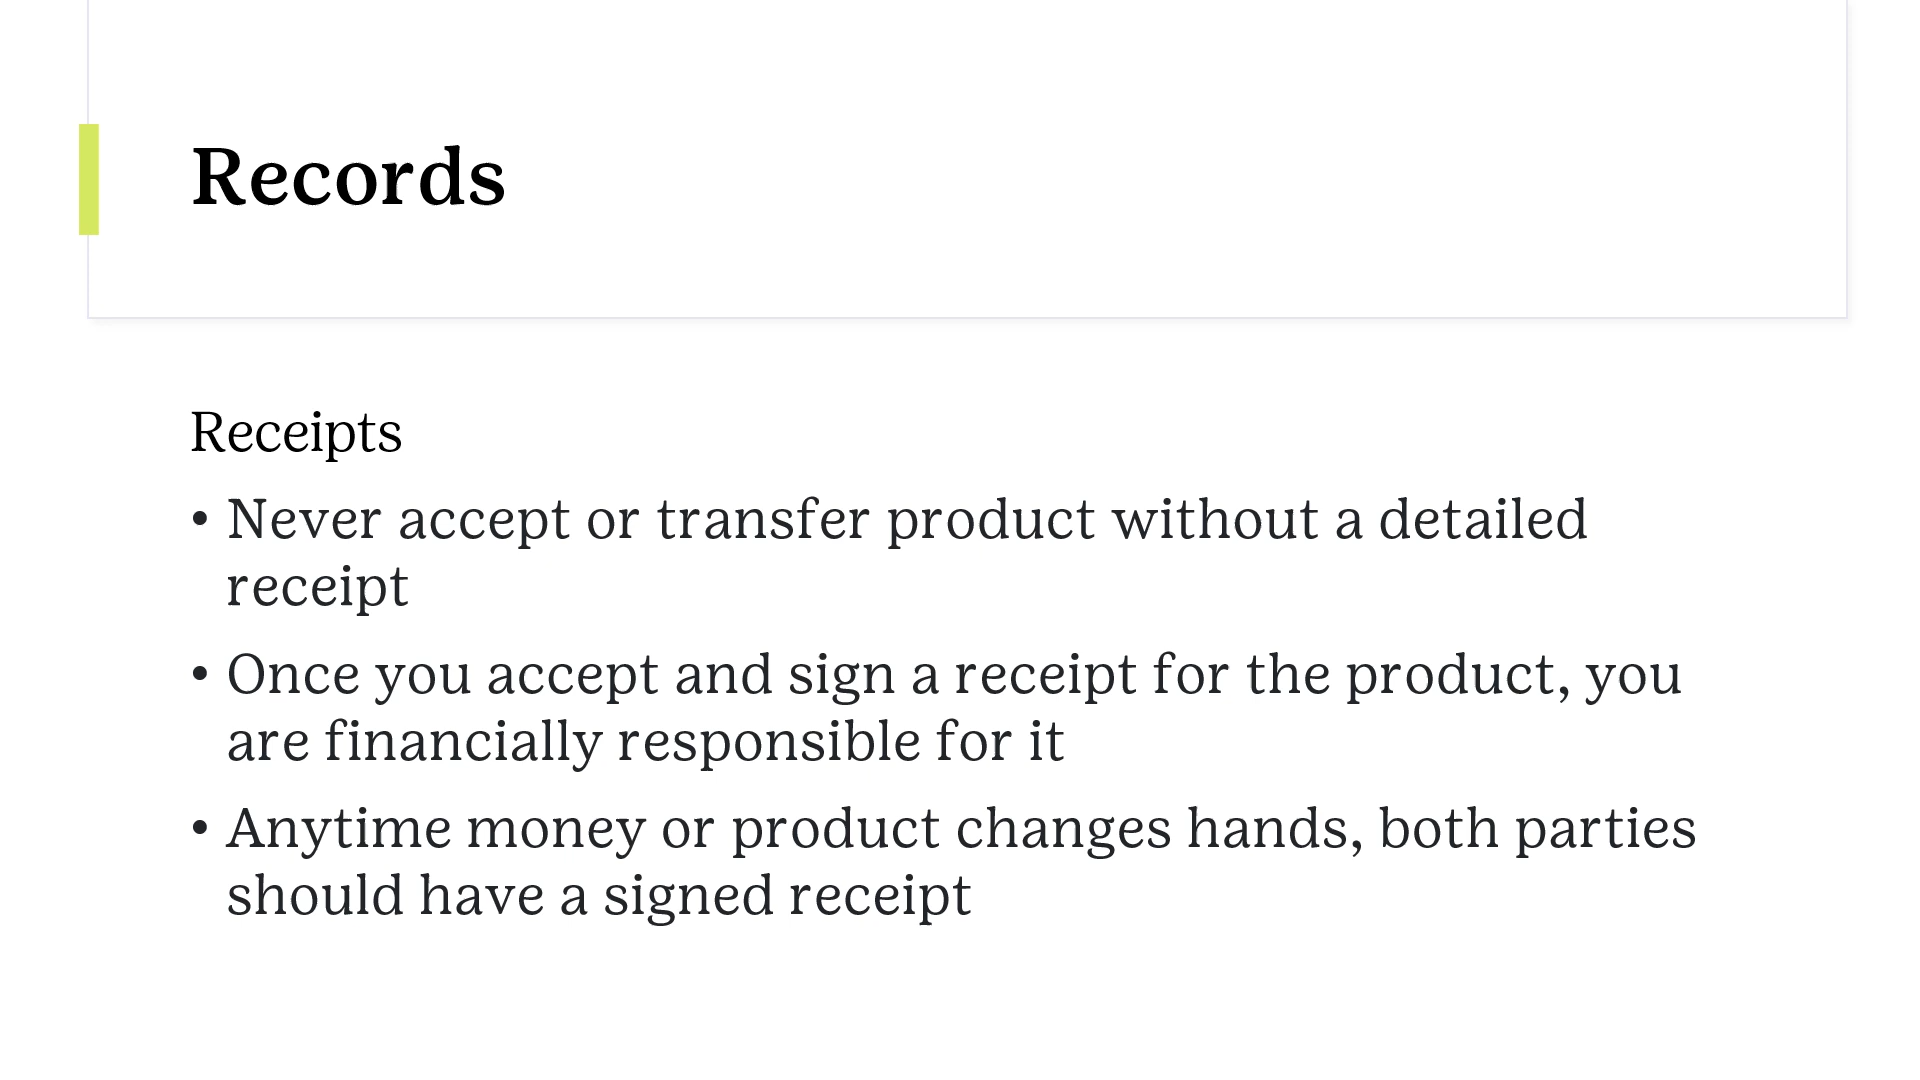 Records
Receipts
• Never accept or transfer product without a detailed
receipt
• Once you accept and sign a receipt for the product, you
are financially responsible for it
• Anytime money or product changes hands, both parties
should have a signed receipt